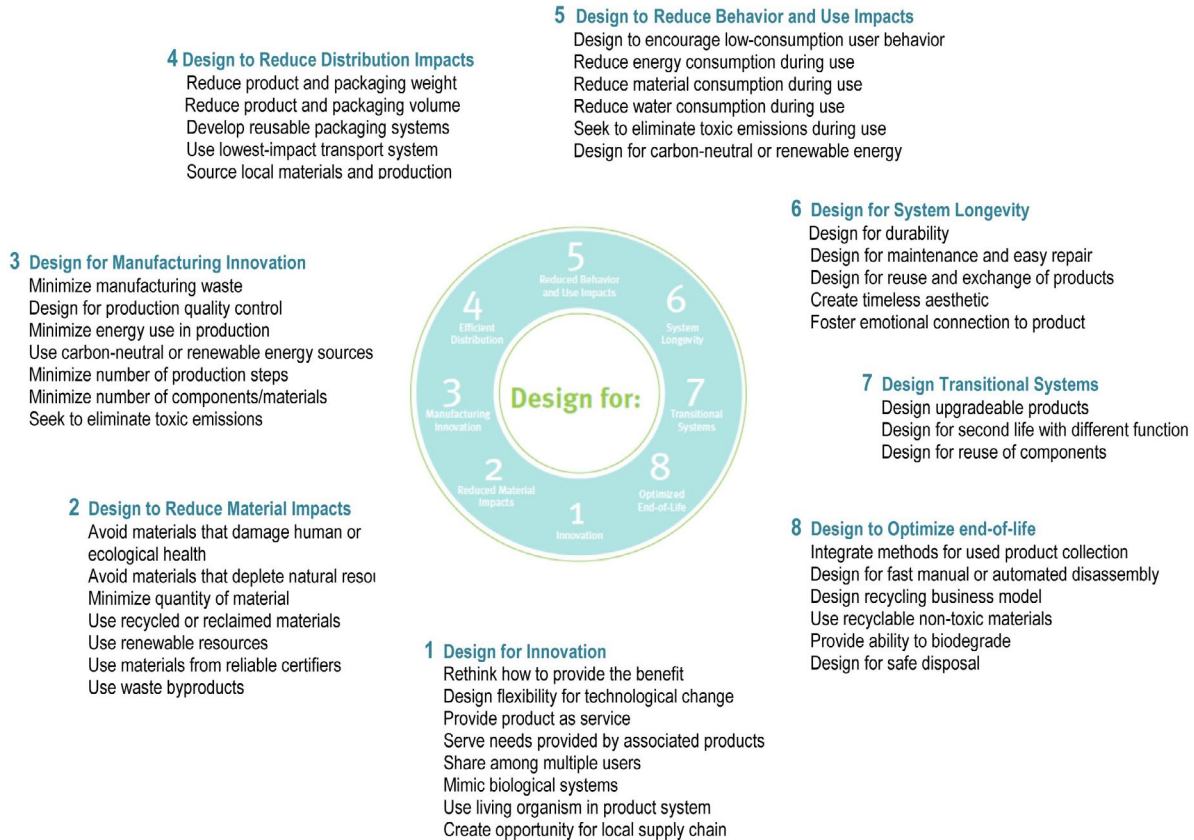 5 Design to Reduce Behavior and Use Impacts
Design to encourage low-consumption user behavior
Reduce energy consumption during use
Reduce material consumption during use
Reduce water consumption during use
Seek to eliminate toxic emissions during use
Design for carbon-neutral or renewable energy
4 Design to Reduce Distribution Impacts
Reduce product and packaging weight
Reduce product and packaging volume
Develop reusable packaging systems
Use lowest-impact transport system
Source local materials and production
6 Design for System Longevity
Design for durability
Design for maintenance and easy repair
Design for reuse and exchange of products
Create timeless aesthetic
Foster emotional connection to product
3 Design for Manufacturing Innovation
Minimize manufacturing waste
Design for production quality control
Minimize energy use in production
Use carbon-neutral or renewable energy sources
Minimize number of production steps
Minimize number of components/materials
Seek to eliminate toxic emissions
5
Reduced Behavior
and Use Impacts
4
Efficient
Distribution
6
System
Longevity
3
Manufacturing
Innovation
Design for:
7
Transitional
Systems
2
Reduced Material
Impacts
8
Optimized
End-of-Life
1
Innovation
7 Design Transitional Systems
Design upgradeable products
Design for second life with different function
Design for reuse of components
2 Design to Reduce Material Impacts
Avoid materials that damage human or
ecological health
Avoid materials that deplete natural
Minimize quantity of material
Use recycled or reclaimed materials
Use renewable resources
Use materials from reliable certifiers
Use waste byproducts
8 Design to Optimize end-of-life
Integrate methods for used product collection
Design for fast manual or automated disassembly
Design recycling business model
Use recyclable non-toxic materials
Provide ability to biodegrade
Design for safe disposal
1 Design for Innovation
Rethink how to provide the benefit
Design flexibility for technological change
Provide product as service
Serve needs provided by associated products
Share among multiple users
Mimic biological systems
Use living organism in product system
Create opportunity for local supply chain